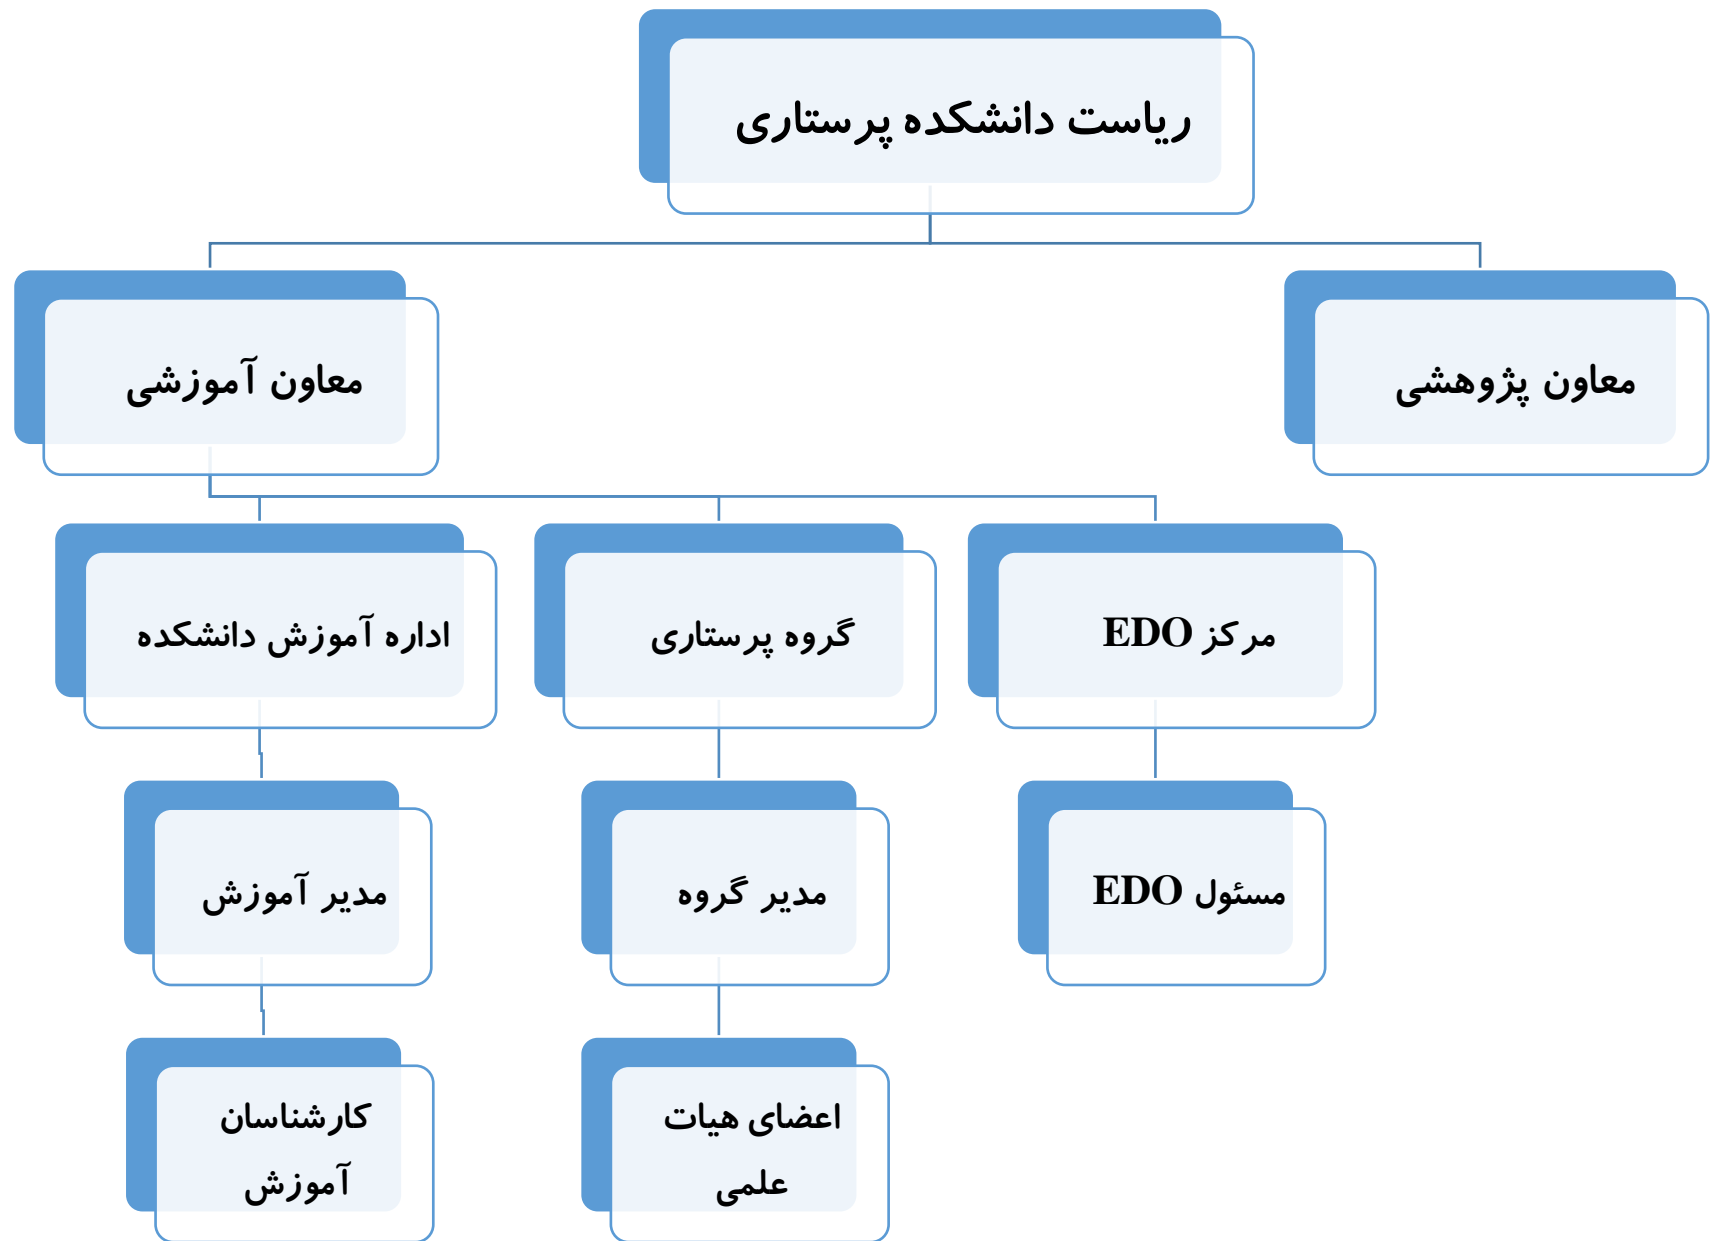 ریاست دانشکده پرستاری
معاون پژوهشی
معاون آموزشی
مرکز EDO
گروه پرستاری
اداره آموزش دانشکده
مسئول EDO
مدیر گروه
مدیر آموزش
اعضای هیات
علمی
کارشناسان
آموزش